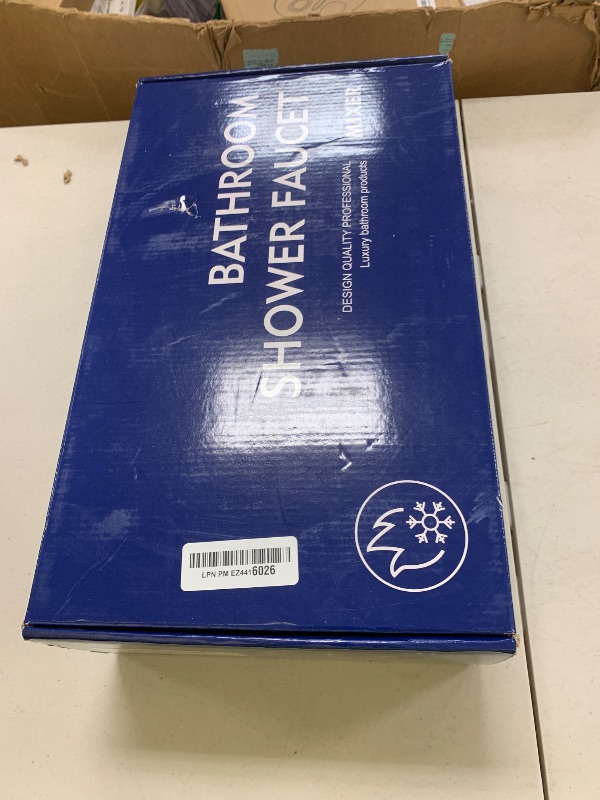 BATHROOM
SHOWER FAUCET
MIXER
DESIGN QUALITY PROFESSIONAL
Luxury bathroom products
LPN PM EZ4416026